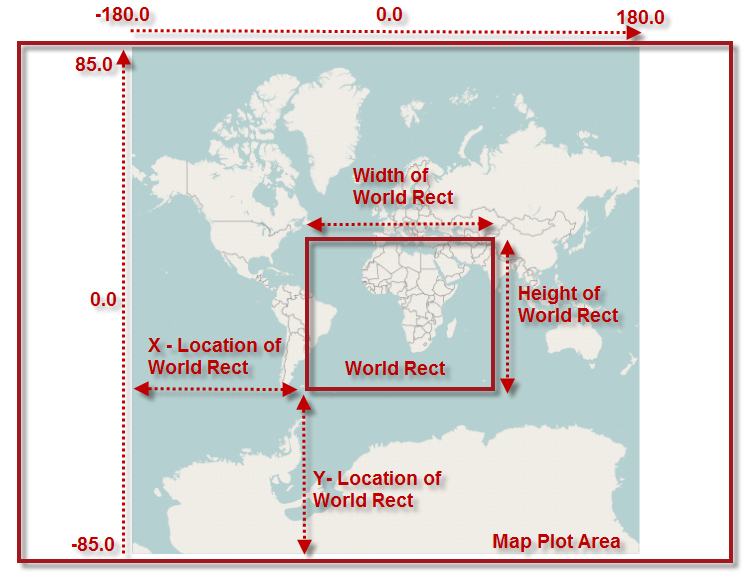 -180.0 0.0 180.0
85.0
Width of
World Rect
0.0
Height of
World Rect
X - Location of
World Rect
World Rect
Y- Location of
World Rect
-85.0
Map Plot Area